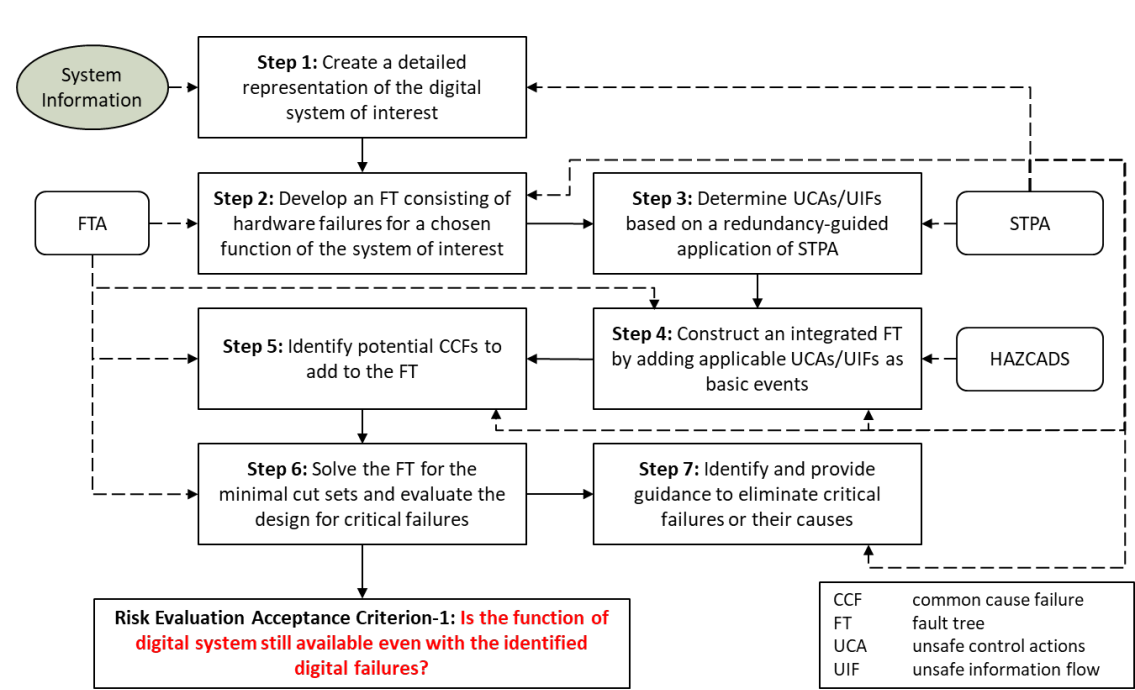 System
Information
Step 1: Create a detailed
representation of the digital
system of interest
FTA
Step 2: Develop an FT consisting of
hardware failures for a chosen
function of the system of interest
Step 3: Determine UCAs/UIFs
based on a redundancy-guided
application of STPA
STPA
Step 5: Identify potential CCFs to
add to the FT
Step 4: Construct an integrated FT
by adding applicable UCAs/UIFs as
basic events
HAZCADS
Step 6: Solve the FT for the
minimal cut sets and evaluate the
design for critical failures
Step 7: Identify and provide
guidance to eliminate critical
failures or their causes
Risk Evaluation Acceptance Criterion-1: Is the function of
digital system still available even with the identified
digital failures?
CCF common cause failure
FT fault tree
UCA unsafe control actions
UIF unsafe information flow